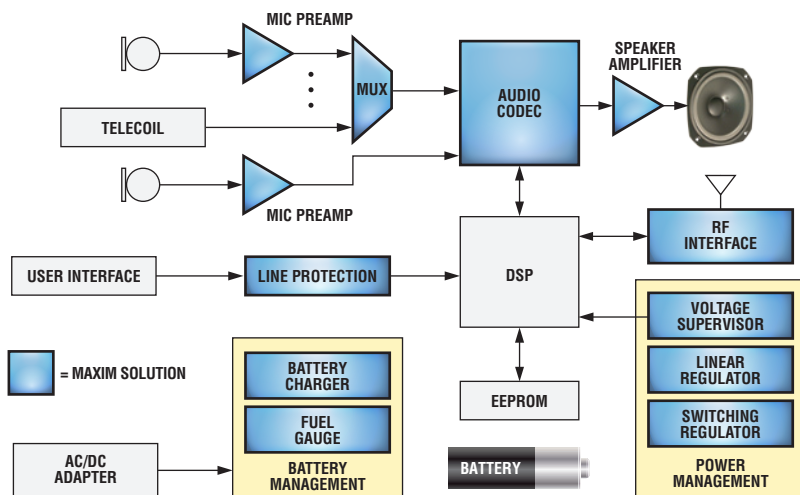 MIC PREAMP
SPEAKER
AMPLIFIER
MUX
AUDIO
CODEC
TELECOIL
MIC PREAMP
RF
INTERFACE
USER INTERFACE
LINE PROTECTION
DSP
VOLTAGE
SUPERVISOR
= MAXIM SOLUTION
BATTERY
CHARGER
LINEAR
REGULATOR
EEPROM
FUEL
GAUGE
SWITCHING
REGULATOR
AC/DC
ADAPTER
BATTERY
MANAGEMENT
BATTERY
POWER
MANAGEMENT